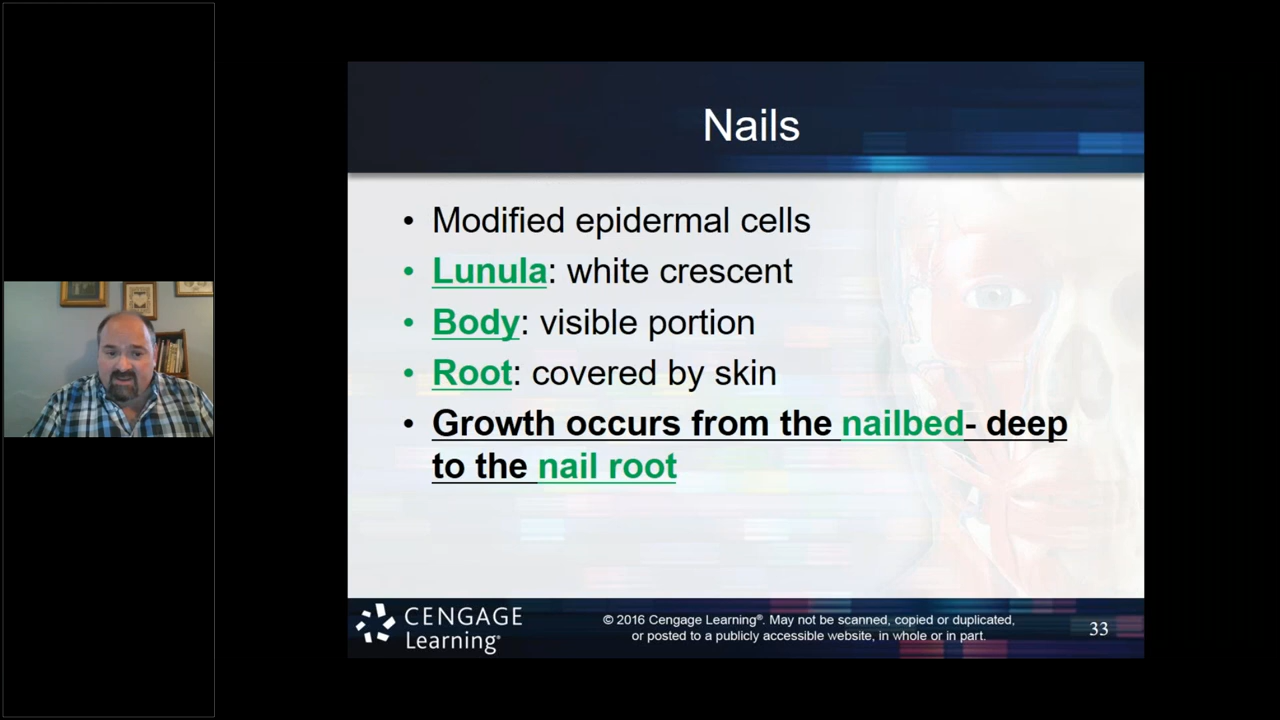 Nails
• Modified epidermal cells
• Lunula: white crescent
• Body: visible portion
• Root: covered by skin
• Growth occurs from the nailbed- deep
to the nail root
CENGAGE
Learning®
© 2016 Cengage Learning®. May not be scanned, copied or duplicated,
or posted to a publicly accessible website, in whole or in part.
33